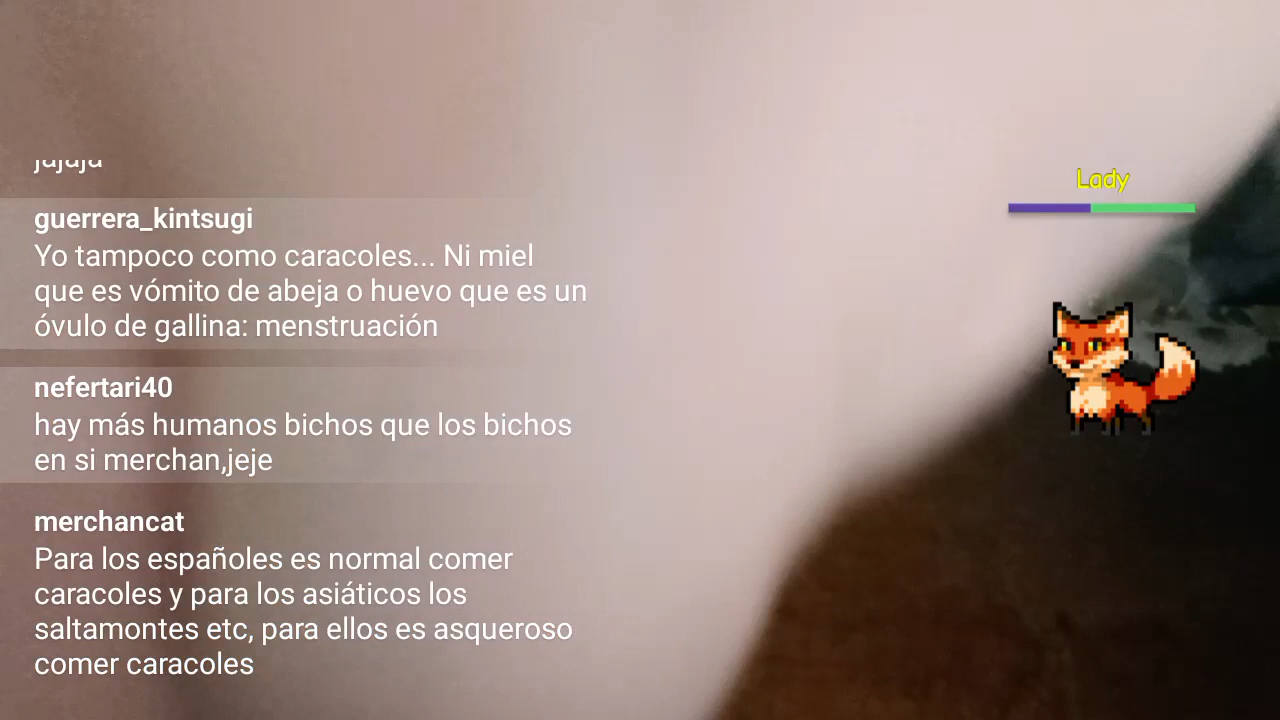 jajaja
guerrera_kintsugi
Yo tampoco como caracoles... Ni miel
que es vómito de abeja o huevo que es un
óvulo de gallina: menstruación
nefertari40
hay más humanos bichos que los bichos
en si merchan,jeje
merchancat
Para los españoles es normal comer
caracoles y para los asiáticos los
saltamontes etc, para ellos es asqueroso
comer caracoles
Lady